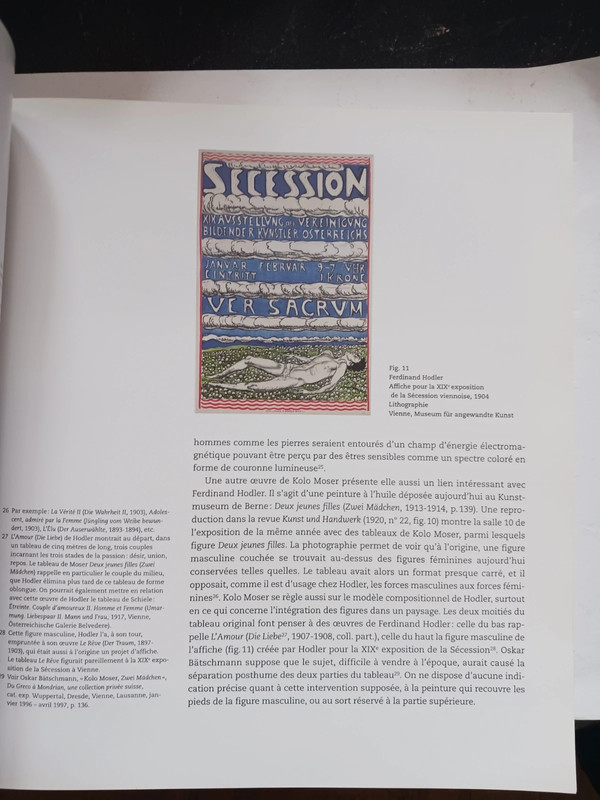 SECESSION
XIX AUSSTELLUNG DER VEREINIGUNG
BILDENDER KÜNSTLER ÖSTERREICHS
JANUAR FEBRUAR 9-7 UHR
EINTRITT 1 KRONE
VER SACRVM
Fig. 11
Ferdinand Hodler
Affiche pour la XIXe exposition
de la Sécession viennoise, 1904
Lithographie
Vienne, Museum für angewandte Kunst
hommes comme les pierres seraient entourés d'un champ d'énergie électroma-
gnétique pouvant être perçu par des êtres sensibles comme un spectre coloré en
forme de couronne lumineuse25.
Une autre œuvre de Kolo Moser présente elle aussi un lien intéressant avec
Ferdinand Hodler. Il s'agit d'une peinture à l'huile déposée aujourd'hui au Kunst-
museum de Berne : Deux jeunes filles (Zwei Mädchen, 1913-1914, p. 139). Une repro-
duction dans la revue Kunst und Handwerk (1920, n° 22, fig. 10) montre la salle 10 de
l'exposition de la même année avec des tableaux de Kolo Moser, parmi lesquels
figure Deux jeunes filles. La photographie permet de voir qu'à l'origine, une figure
masculine couchée se trouvait au-dessus des figures féminines aujourd'hui
conservées telles quelles. Le tableau avait alors un format presque carré, et il
opposait, comme il est d'usage chez Hodler, les forces masculines aux forces fémi-
nines26. Kolo Moser se règle aussi sur le modèle compositionnel de Hodler, surtout
en ce qui concerne l'intégration des figures dans un paysage. Les deux moitiés du
tableau original font penser à des œuvres de Ferdinand Hodler : celle du bas rap-
pelle L'Amour (Die Liebe27, 1907-1908, coll. part.), celle du haut la figure masculine de
l'affiche (fig. 11) créée par Hodler pour la XIXe exposition de la Sécession28. Oskar
Bätschmann suppose que le sujet, difficile à vendre à l'époque, aurait causé la
séparation posthume des deux parties du tableau29. On ne dispose d'aucune indi-
cation précise quant à cette intervention supposée, à la peinture qui recouvre les
pieds de la figure masculine, ou au sort réservé à la partie supérieure.
26 Par exemple : La Vérité II (Die Wahrheit II, 1903), Adoles-
cent, admiré par la Femme (Jüngling vom Weibe bewun-
dert, 1903), L'Élu (Der Auserwählte, 1893-1894), etc.
27 L'Amour (Die Liebe) de Hodler montrait au départ, dans
un tableau de cinq mètres de long, trois couples
incarnant les trois stades de la passion : désir, union,
repos. Le tableau de Moser Deux jeunes filles (Zwei
Mädchen) rappelle en particulier le couple du milieu,
que Hodler élimina plus tard de ce tableau de forme
oblongue. On pourrait également mettre en relation
avec cette œuvre de Hodler le tableau de Schiele :
Étreinte. Couple d'amoureux II. Homme et Femme (Umar-
mung. Liebespaar II. Mann und Frau, 1917, Vienne,
Österreichische Galerie Belvedere).
28 Cette figure masculine, Hodler l'a, à son tour,
empruntée à son œuvre Le Rêve (Der Traum, 1897-
1903), qui était aussi à l'origine un projet d'affiche.
Le tableau Le Rêve figurait pareillement à la XIXe expo-
sition de la Sécession à Vienne.
29 Voir Oskar Bätschmann, « Kolo Moser, Zwei Mädchen »,
Du Greco à Mondrian, une collection privée suisse,
cat. exp. Wuppertal, Dresde, Vienne, Lausanne, jan-
vier 1996 – avril 1997, p. 136.